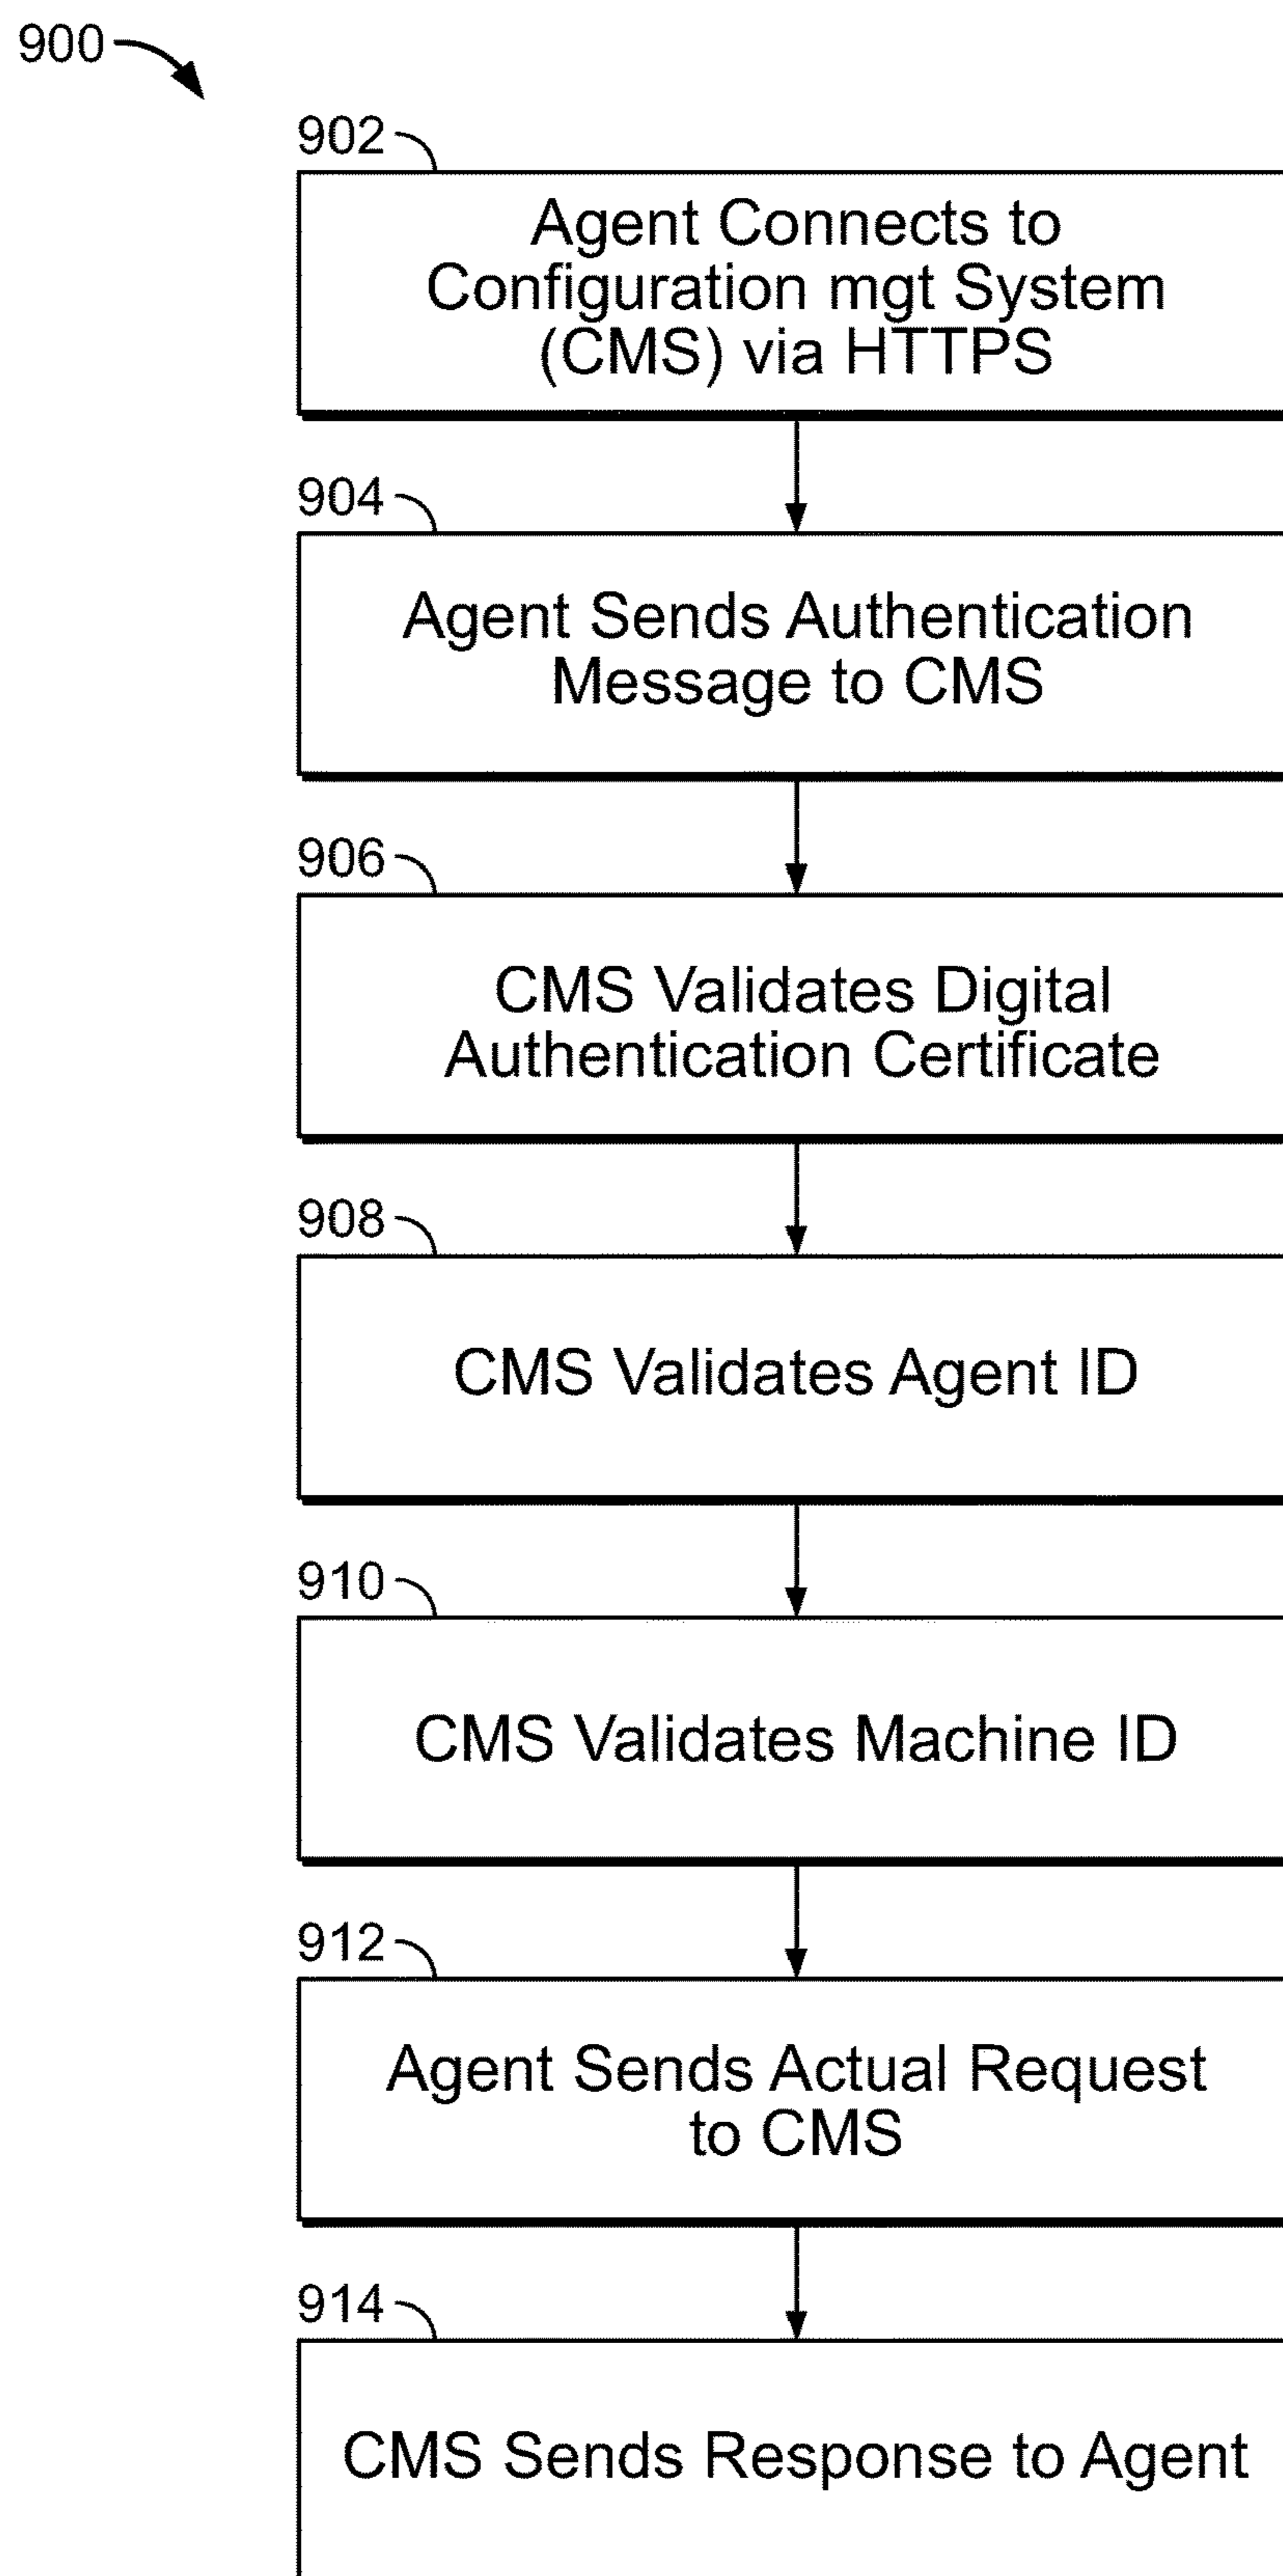 900
902
Agent Connects to
Configuration mgt System
(CMS) via HTTPS
904
Agent Sends Authentication
Message to CMS
906
CMS Validates Digital
Authentication Certificate
908
CMS Validates Agent ID
910
CMS Validates Machine ID
912
Agent Sends Actual Request
to CMS
914
CMS Sends Response to Agent